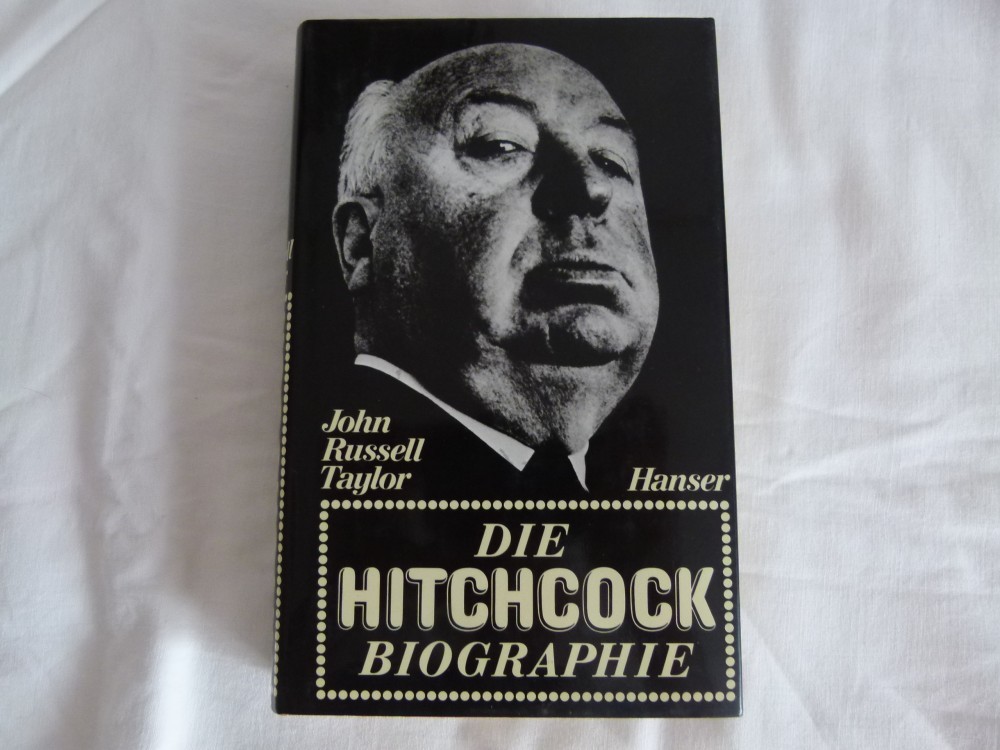 John
Russell
Taylor
Hanser
DIE
HITCHCOCK
BIOGRAPHIE